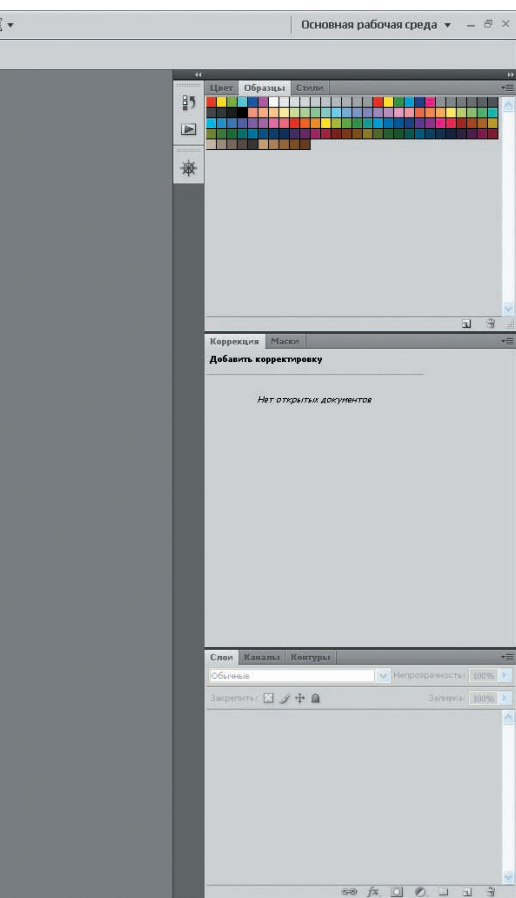 Основная рабочая среда
Цвет Образцы Стили
Коррекция Маски
Добавить корректировку
Нет открытых документов
Слои Каналы Контуры
Обычные Непрозрачность: 100%
Закрепить: Заливка: 100%
fx